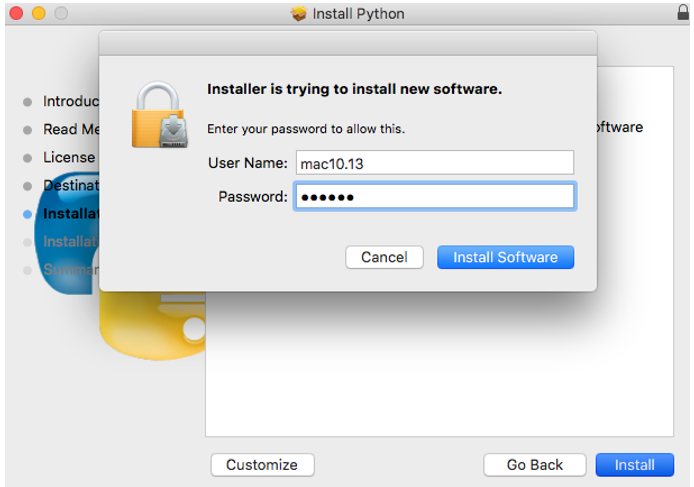 Install Python
Installer is trying to install new software.
Enter your password to allow this.
User Name: mac10.13
Password: ••••••
Cancel
Install Software
Introduc
Read Me
License
Destinat
Installat
Installat
Summar
oftware
Customize
Go Back
Install